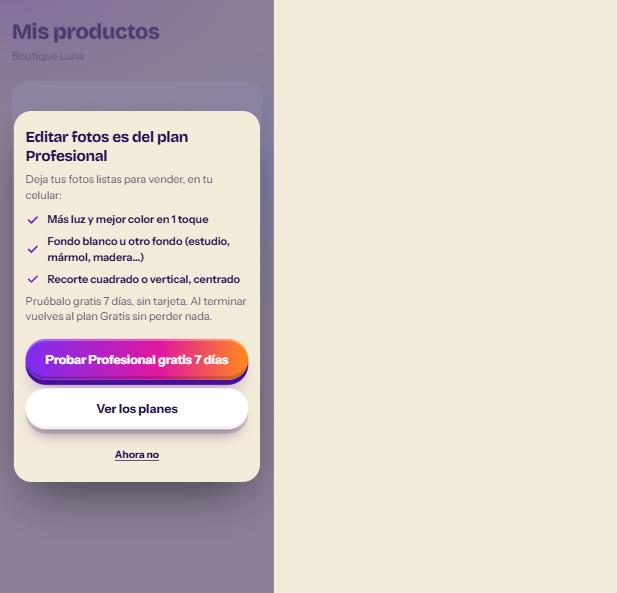 Mis productos
Boutique Luna
Editar fotos es del plan
Profesional
Deja tus fotos listas para vender, en tu
celular:
Más luz y mejor color en 1 toque
Fondo blanco u otro fondo (estudio,
mármol, madera...)
Recorte cuadrado o vertical, centrado
Pruébalo gratis 7 días, sin tarjeta. Al terminar
vuelves al plan Gratis sin perder nada.
Probar Profesional gratis 7 días
Ver los planes
Ahora no